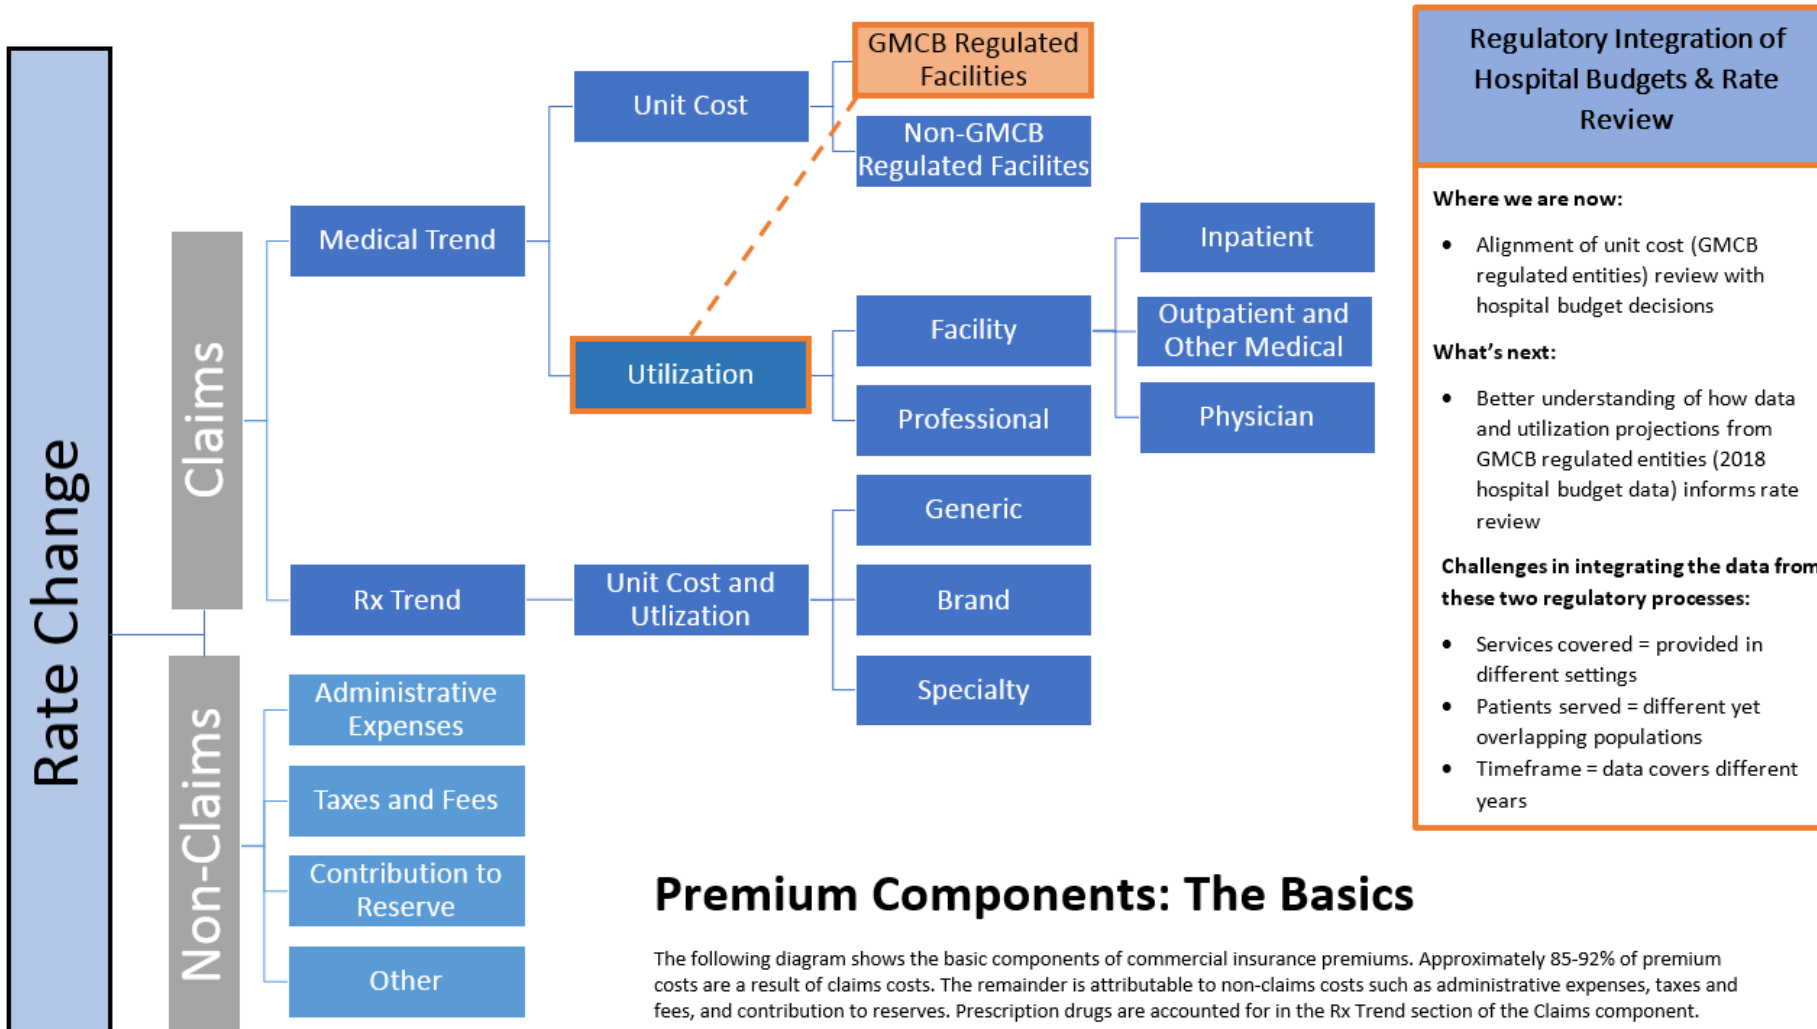 Rate Change
Claims
Non-Claims
Medical Trend
Rx Trend
Administrative
Expenses
Taxes and Fees
Contribution to
Reserve
Other
Unit Cost
Utilization
Unit Cost and
Utlization
GMCB Regulated
Facilities
Non-GMCB
Regulated Facilites
Facility
Professional
Generic
Brand
Specialty
Inpatient
Outpatient and
Other Medical
Physician
Regulatory Integration of
Hospital Budgets & Rate
Review
Where we are now:
• Alignment of unit cost (GMCB
regulated entities) review with
hospital budget decisions
What's next:
• Better understanding of how data
and utilization projections from
GMCB regulated entities (2018
hospital budget data) informs rate
review
Challenges in integrating the data from
these two regulatory processes:
• Services covered = provided in
different settings
• Patients served = different yet
overlapping populations
• Timeframe = data covers different
years
Premium Components: The Basics
The following diagram shows the basic components of commercial insurance premiums. Approximately 85-92% of premium
costs are a result of claims costs. The remainder is attributable to non-claims costs such as administrative expenses, taxes and
fees, and contribution to reserves. Prescription drugs are accounted for in the Rx Trend section of the Claims component.